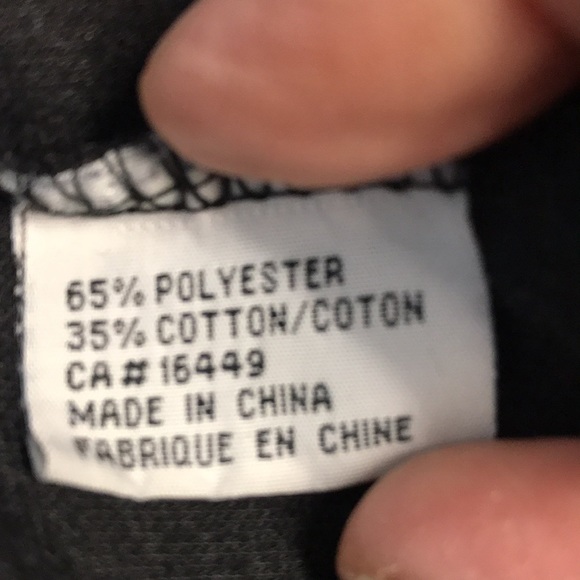 65% POLYESTER
35% COTTON/COTON
CA# 16449
MADE IN CHINA
FABRIQUE EN CHINE